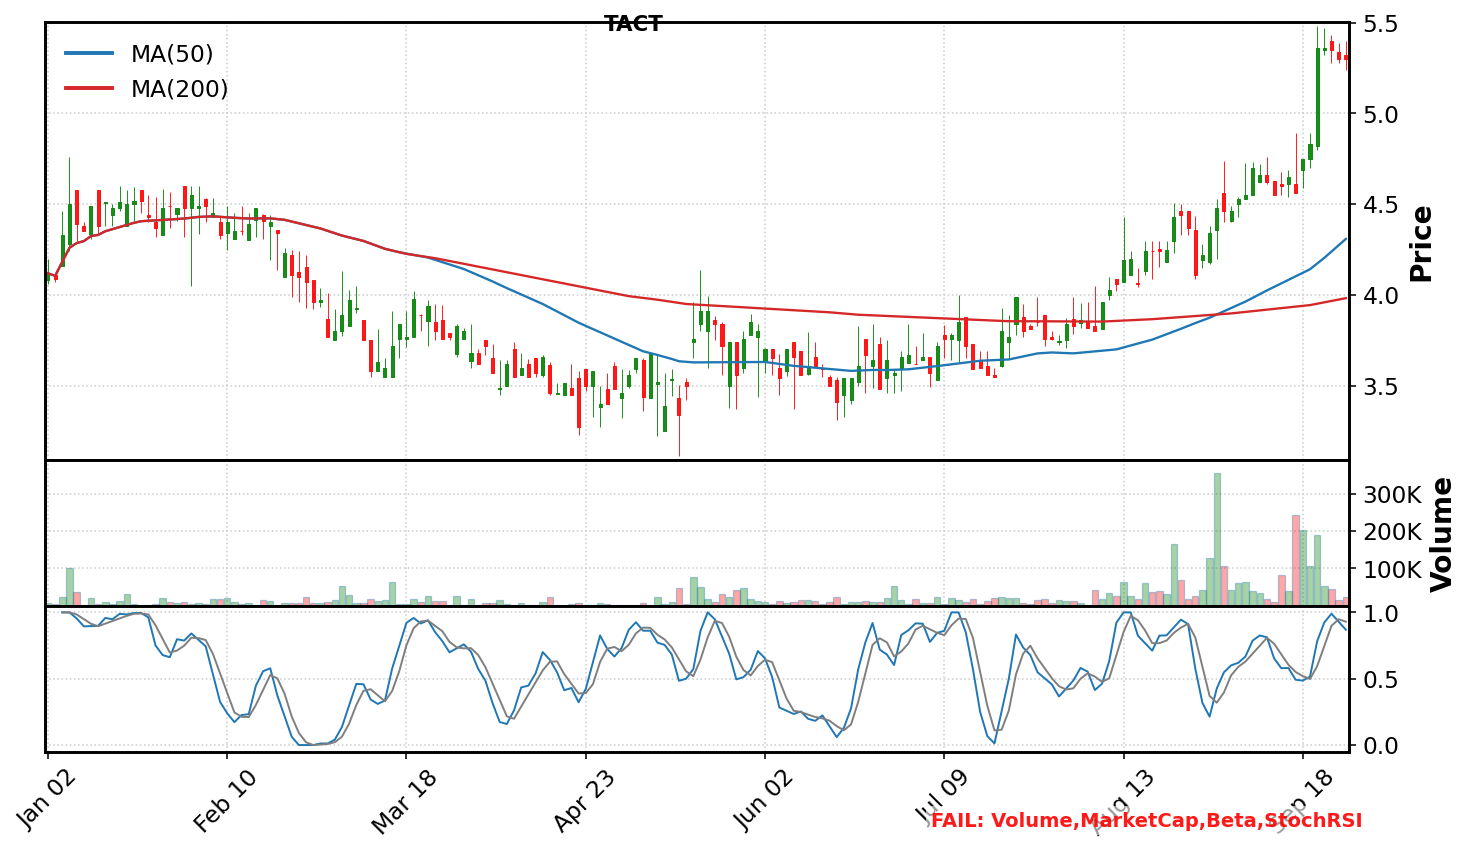 TACT
MA(50)
MA(200)
5.5
5.0
4.5
4.0
3.5
Price
300K
200K
100K
Volume
1.0
0.5
0.0
Jan 02
Feb 10
Mar 18
Apr 23
Jun 02
Jul 09
Aug 13
Sep 18
FAIL: Volume,MarketCap,Beta,StochRSI